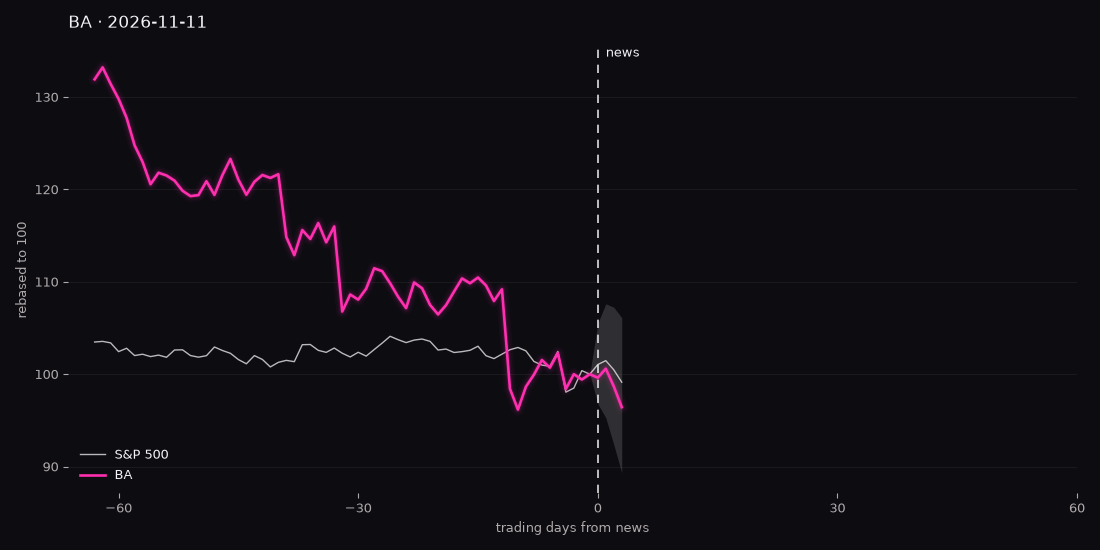 BA · 2026-11-11
news
130
120
110
100
90
rebased to 100
S&P 500
BA
−60
−30
0
30
60
trading days from news